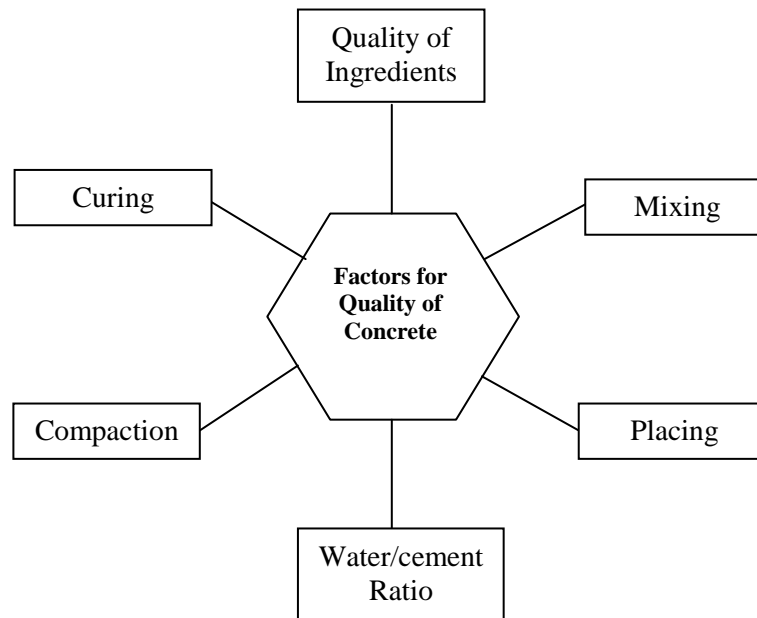 Quality of
Ingredients
Curing
Mixing
Factors for
Quality of
Concrete
Compaction
Placing
Water/cement
Ratio